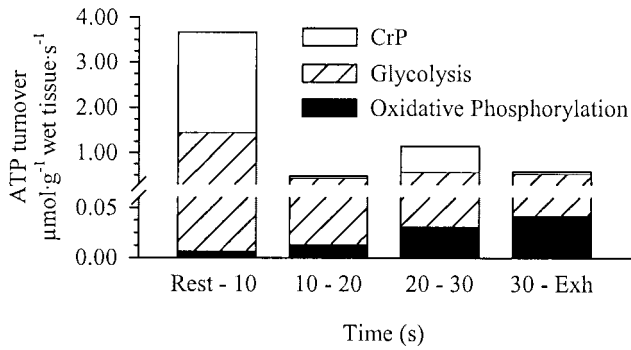 ATP turnover
µmol·g⁻¹ wet tissue·s⁻¹
4.00
3.00
2.00
1.00
0.05
0.00
CrP
Glycolysis
Oxidative Phosphorylation
Rest - 10
10 - 20
20 - 30
30 - Exh
Time (s)